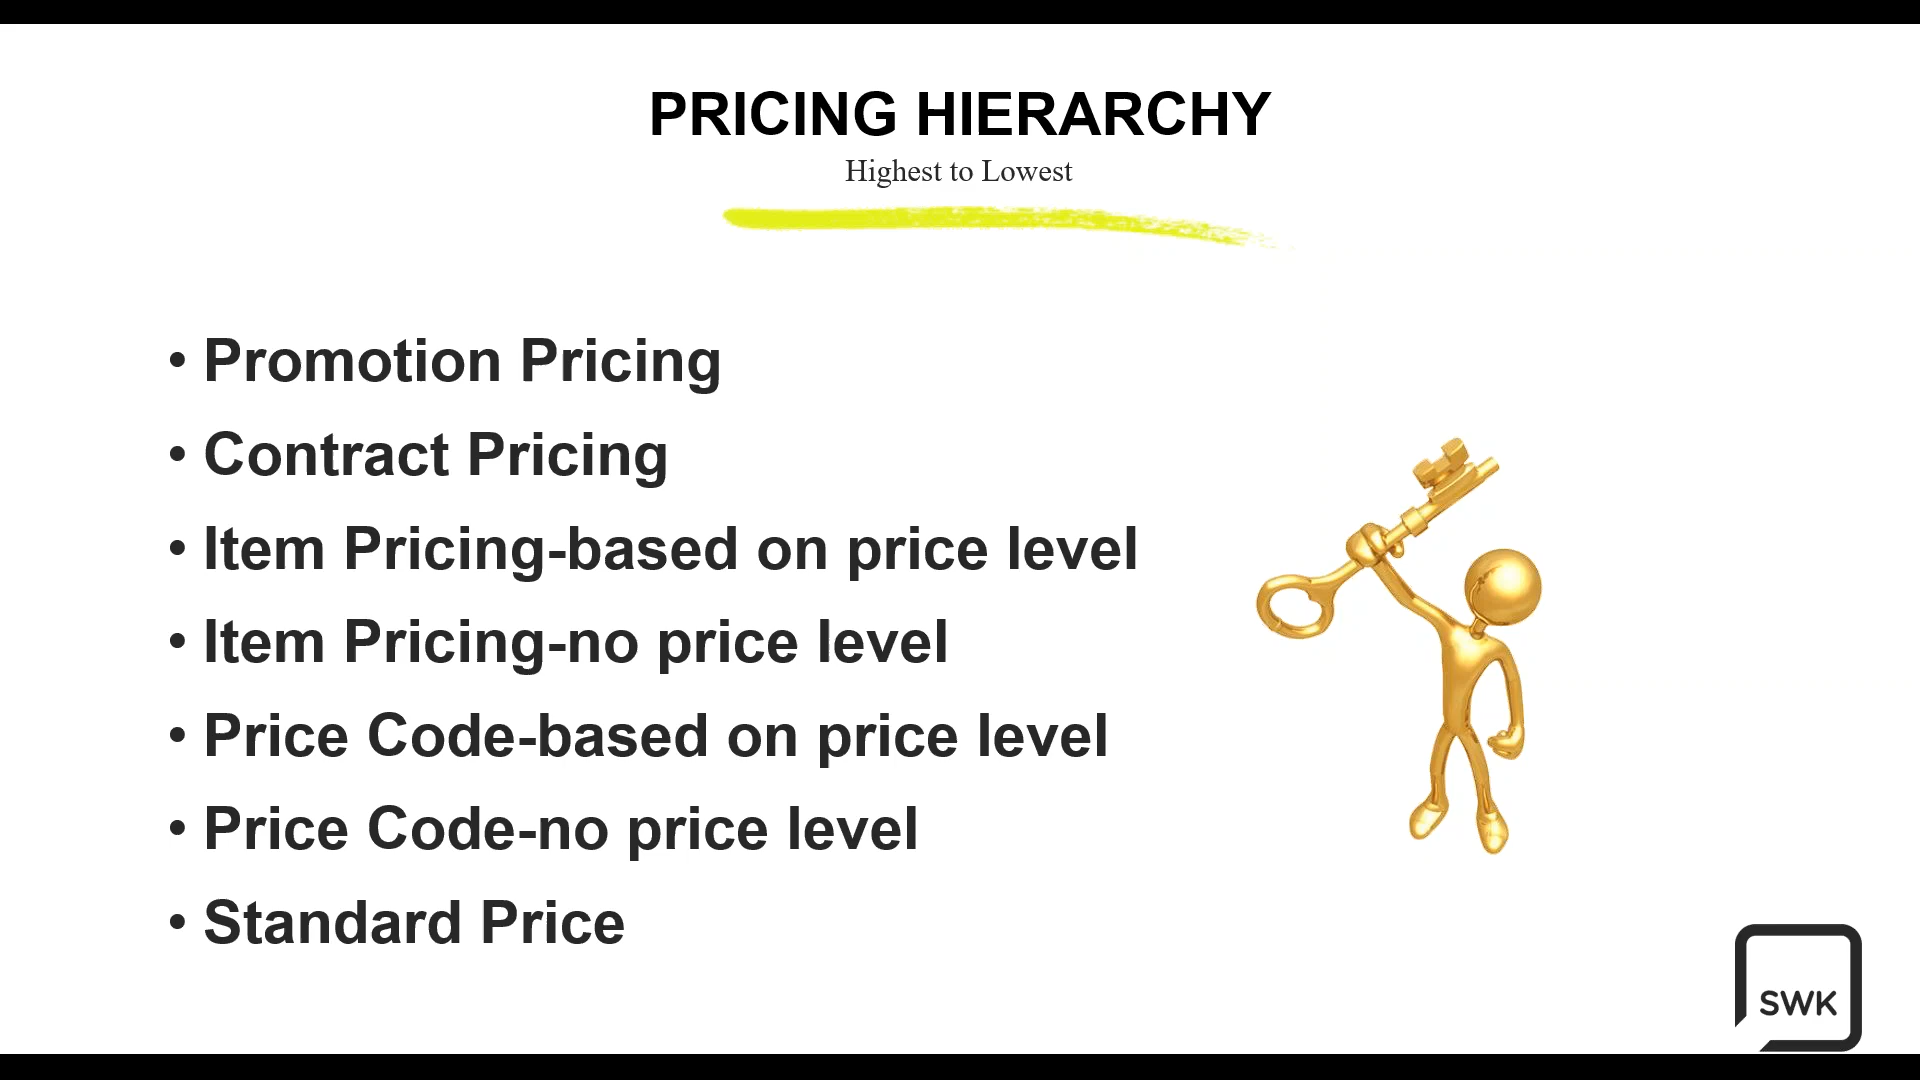 PRICING HIERARCHY
Highest to Lowest
• Promotion Pricing
• Contract Pricing
• Item Pricing-based on price level
• Item Pricing-no price level
• Price Code-based on price level
• Price Code-no price level
• Standard Price
SWK